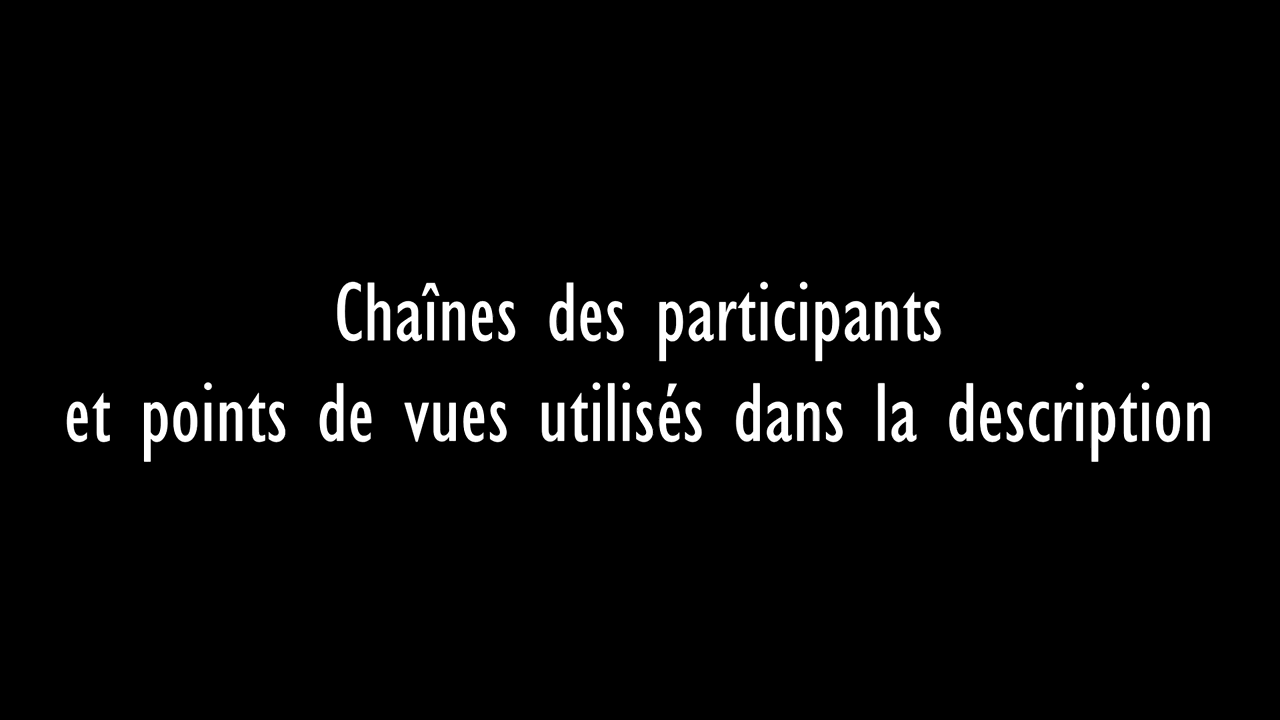 Chaînes des participants
et points de vues utilisés dans la description